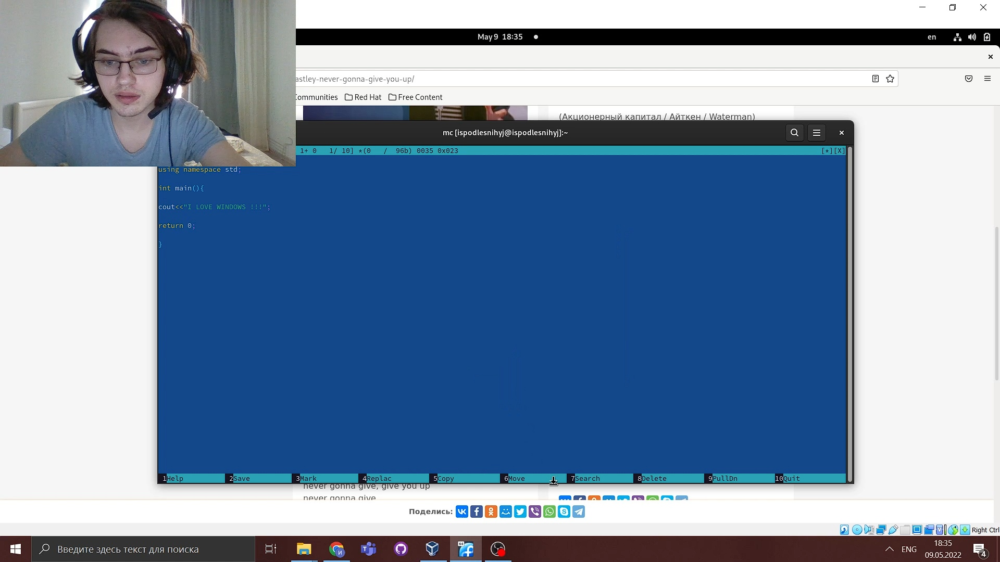 May 9 18:35
en
astley-never-gonna-give-you-up/
Communities
Red Hat
Free Content
(Акционерный капитал / Айткен / Waterman)
mc [ispodlesnihyj@ispodlesnihyj]:~
1+ 0 1/ 10] *(0 / 96b) 0035 0x023
[*][X]
using namespace std;
int main(){
cout<<"I LOVE WINDOWS !!!";
return 0;
}
1Help 2Save 3Mark 4Replac 5Copy 6Move 7Search 8Delete 9PullDn 10Quit
never gonna give, give you up
never gonna give
Поделись:
Right Ctrl
Введите здесь текст для поиска
64
ENG
18:35
09.05.2022
4